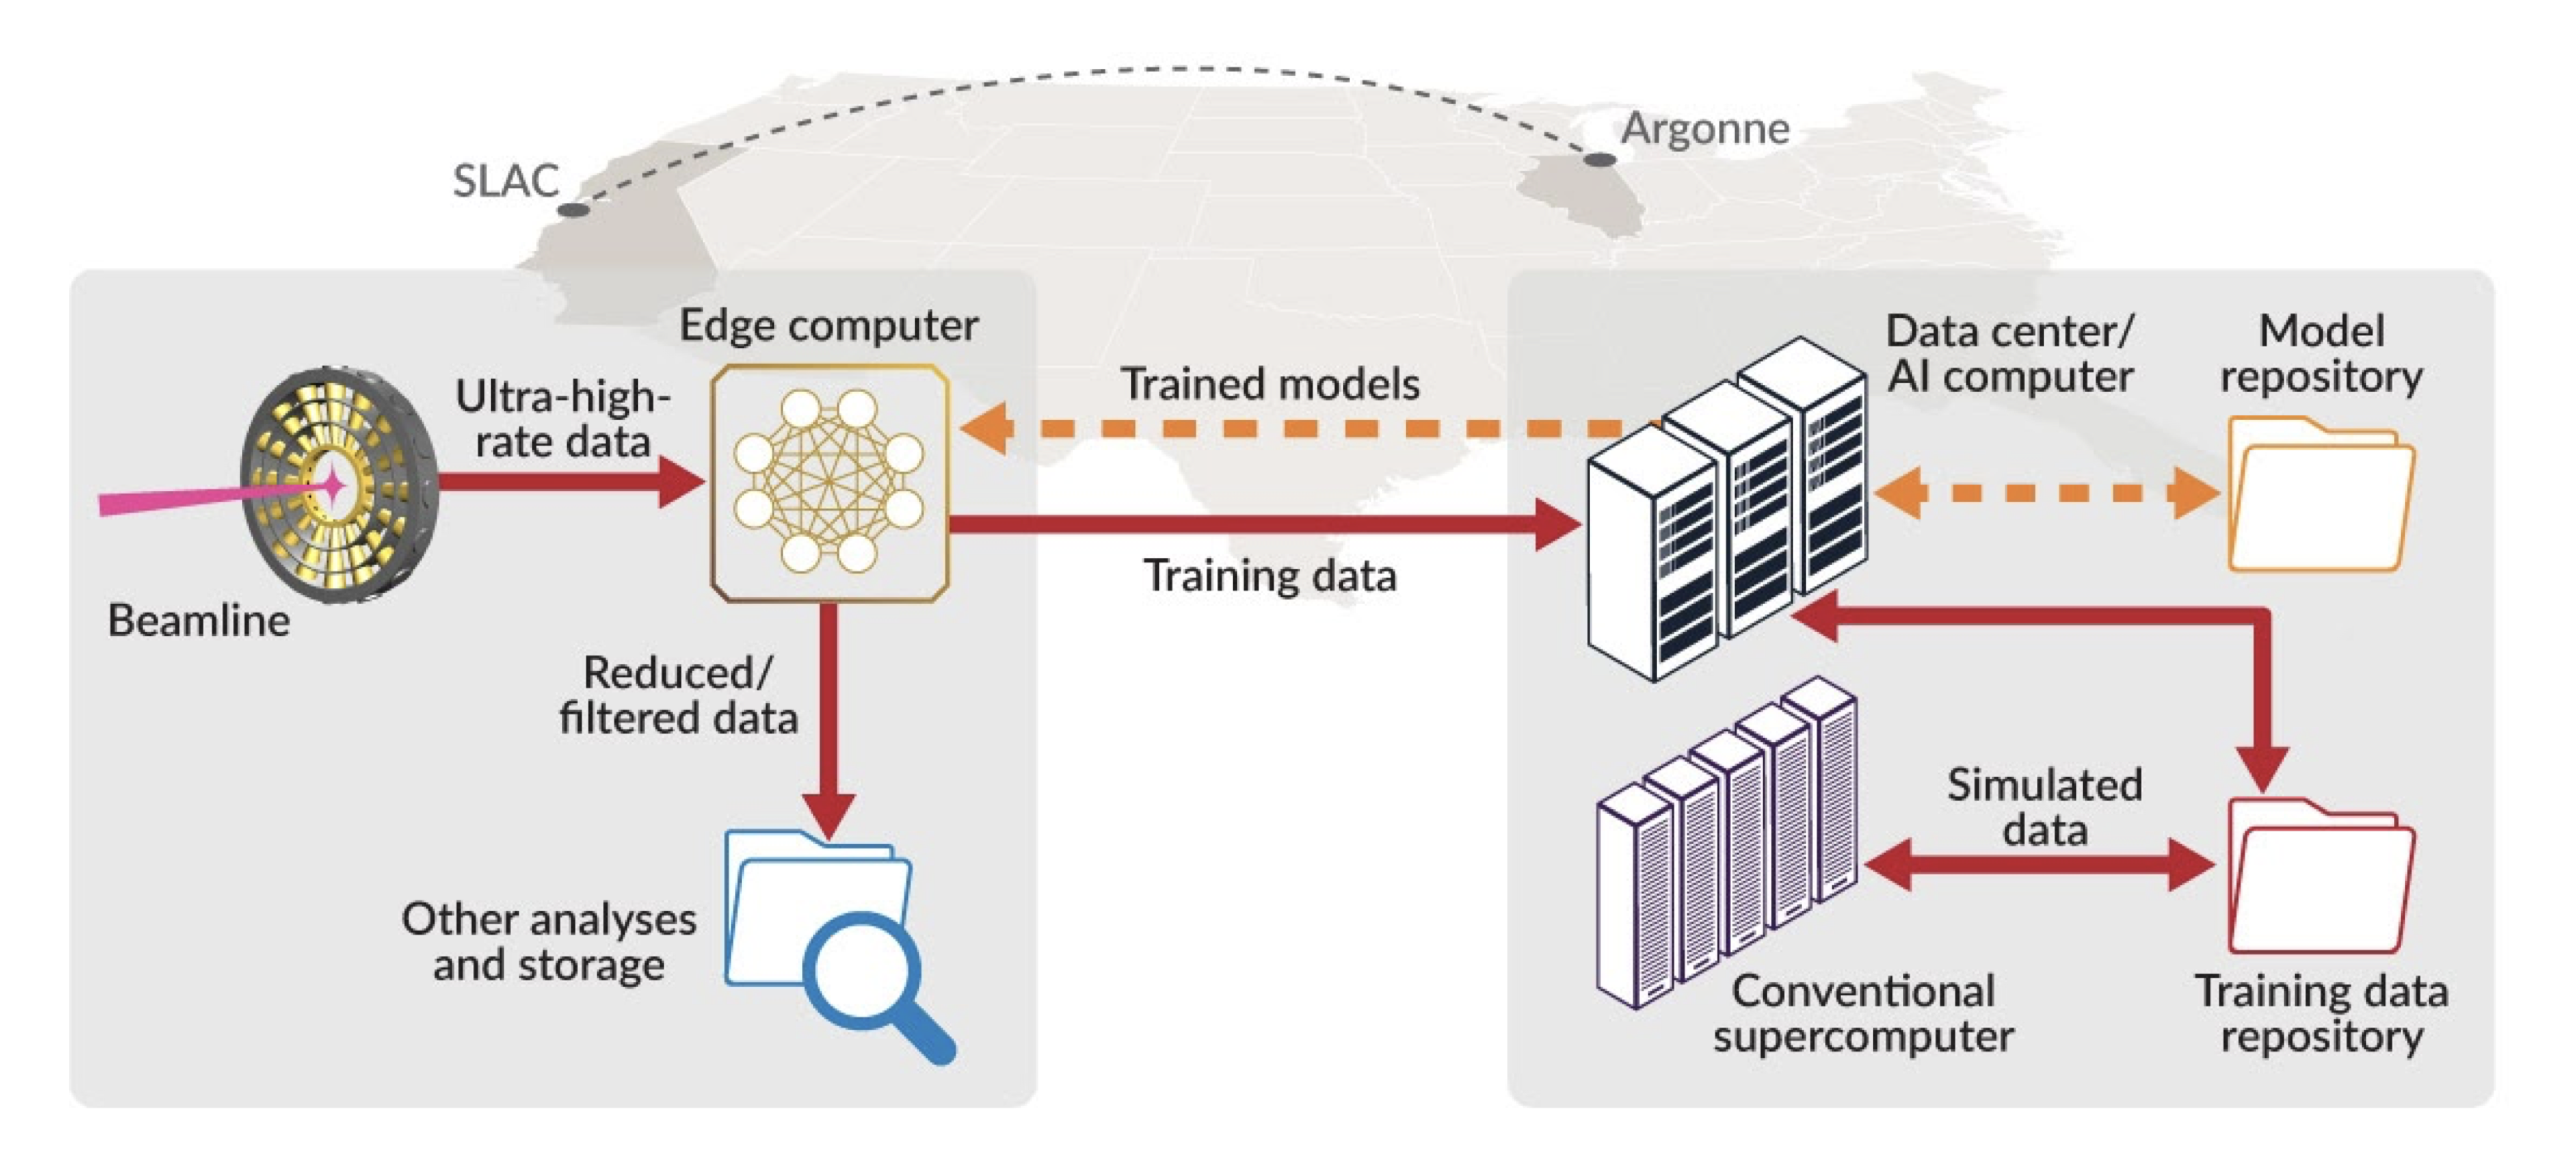 SLAC
Argonne
Edge computer
Ultra-high-
rate data
Beamline
Reduced/
filtered data
Other analyses
and storage
Trained models
Training data
Data center/
AI computer
Model
repository
Simulated
data
Conventional
supercomputer
Training data
repository